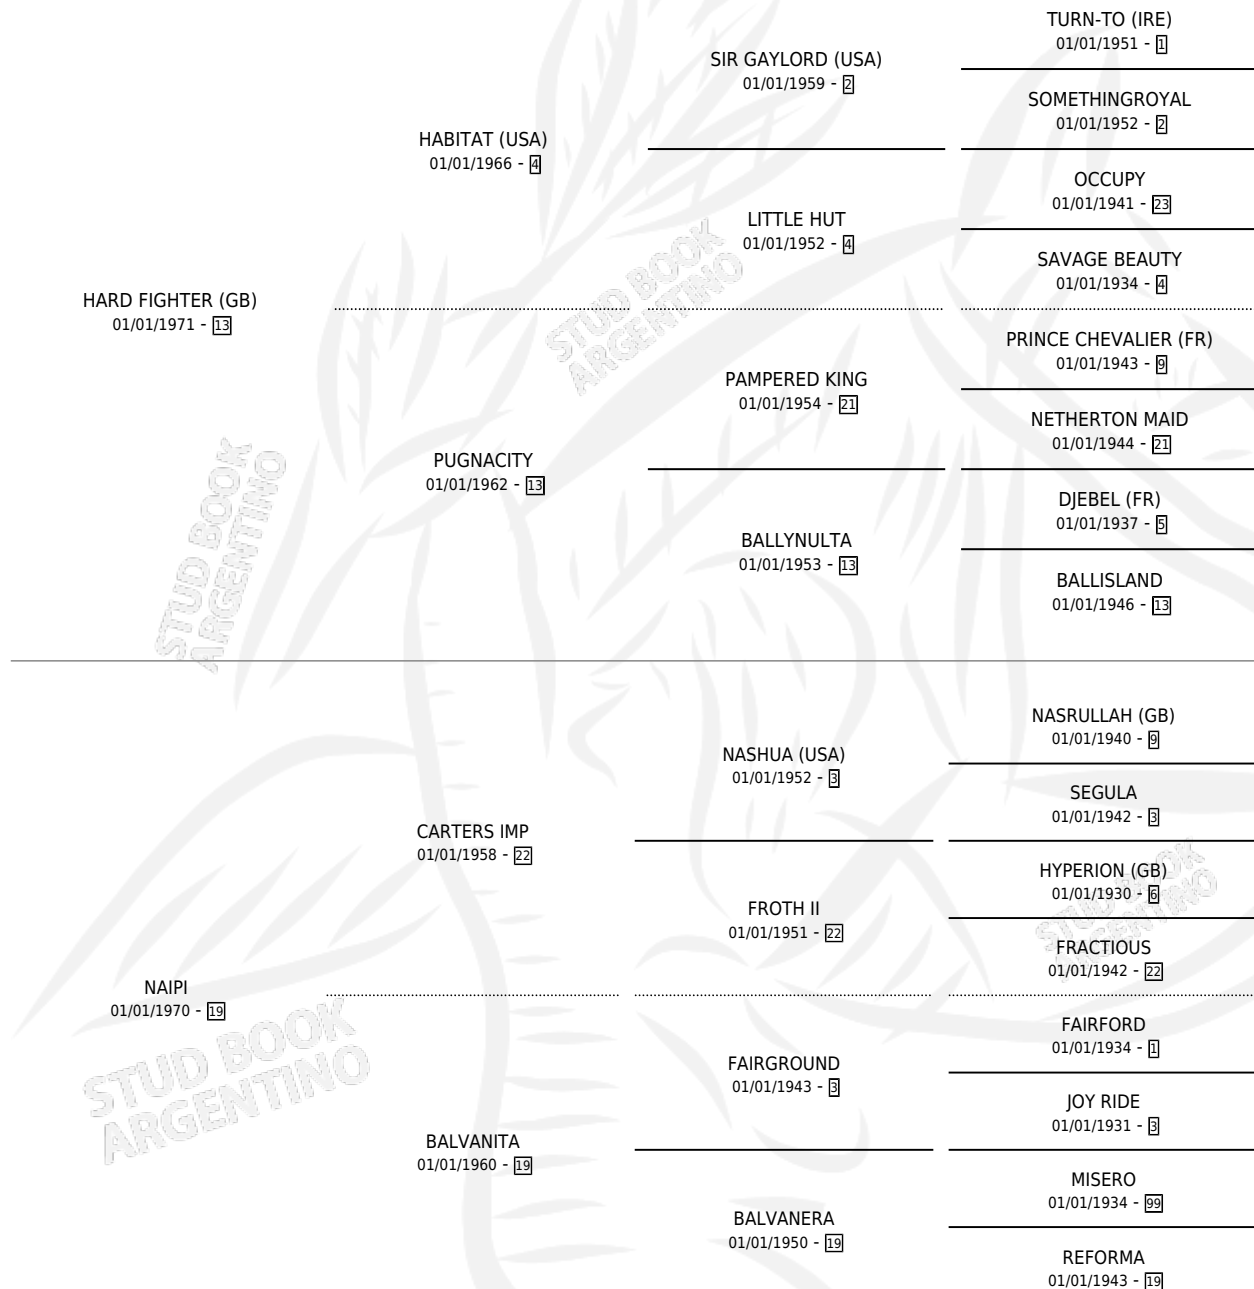 TURN-TO (IRE)
01/01/1951 - 1
SIR GAYLORD (USA)
01/01/1959 - 2
SOMETHINGROYAL
01/01/1952 - 2
HABITAT (USA)
01/01/1966 - 4
OCCUPY
01/01/1941 - 23
LITTLE HUT
01/01/1952 - 4
SAVAGE BEAUTY
01/01/1934 - 4
HARD FIGHTER (GB)
01/01/1971 - 13
PRINCE CHEVALIER (FR)
01/01/1943 - 9
PAMPERED KING
01/01/1954 - 21
NETHERTON MAID
01/01/1944 - 21
PUGNACITY
01/01/1962 - 13
DJEBEL (FR)
01/01/1937 - 5
BALLYNULTA
01/01/1953 - 13
BALLISLAND
01/01/1946 - 13
NASRULLAH (GB)
01/01/1940 - 9
NASHUA (USA)
01/01/1952 - 3
SEGULA
01/01/1942 - 3
CARTERS IMP
01/01/1958 - 22
HYPERION (GB)
01/01/1930 - 6
FROTH II
01/01/1951 - 22
FRACTIOUS
01/01/1942 - 22
NAIPI
01/01/1970 - 19
FAIRFORD
01/01/1934 - 1
FAIRGROUND
01/01/1943 - 3
JOY RIDE
01/01/1931 - 3
BALVANITA
01/01/1960 - 19
MISERO
01/01/1934 - 99
BALVANERA
01/01/1950 - 19
REFORMA
01/01/1943 - 19
STUD BOOK
ARGENTINO
STUD BOOK
ARGENTINO
STUD BOOK
ARGENTINO
STUD BOOK
ARGENTINO